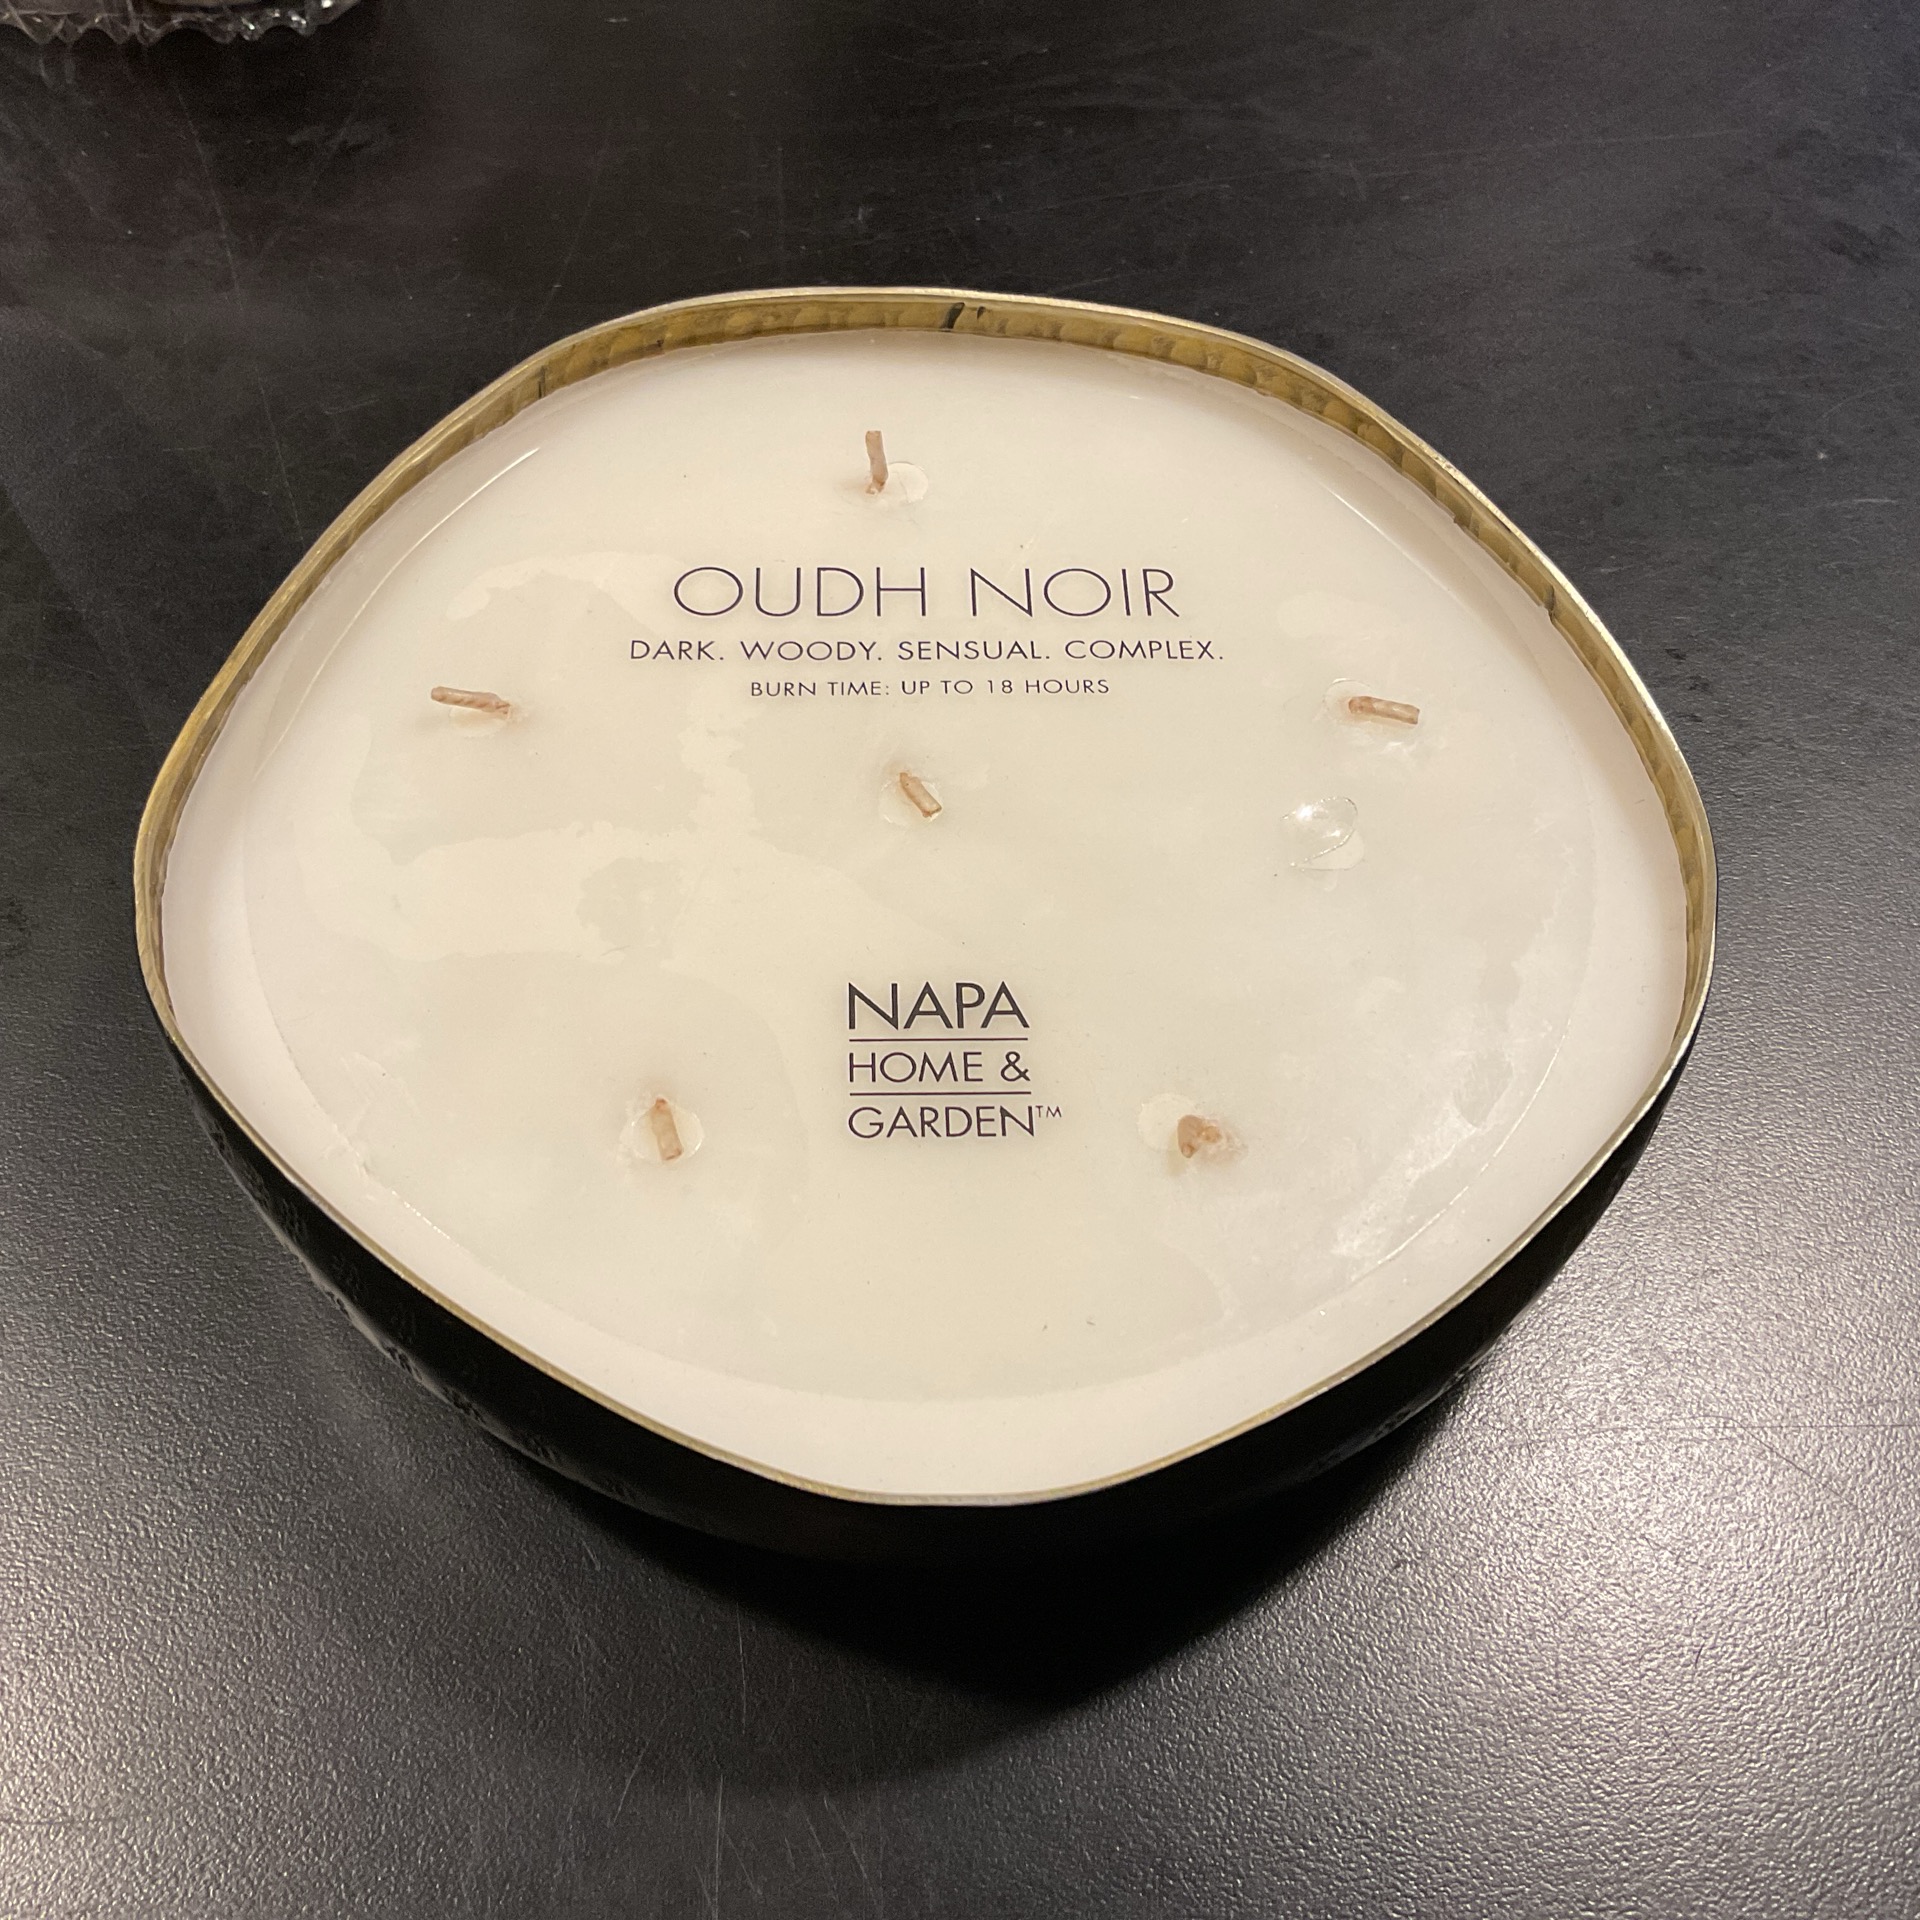 OUDH NOIR
DARK. WOODY. SENSUAL. COMPLEX.
BURN TIME: UP TO 18 HOURS
NAPA
HOME &
GARDEN™